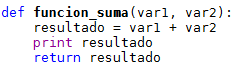 def funcion_suma(var1, var2):
    resultado = var1 + var2
    print resultado
    return resultado